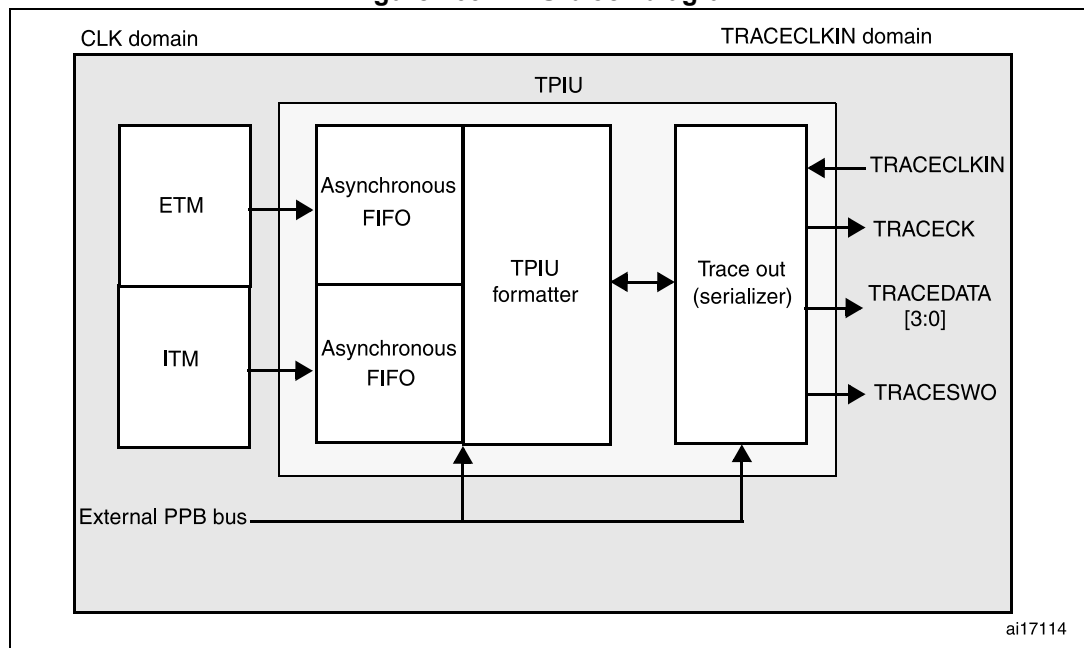 CLK domain
TRACECLKIN domain
TPIU
ETM
ITM
Asynchronous
FIFO
Asynchronous
FIFO
TPIU
formatter
Trace out
(serializer)
TRACECLKIN
TRACECK
TRACEDATA
[3:0]
TRACESWO
External PPB bus
ai17114